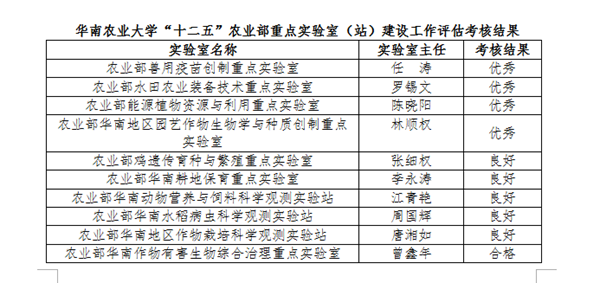 华南农业大学“十二五”农业部重点实验室（站）建设工作评估考核结果
实验室名称 实验室主任 考核结果
农业部兽用疫苗创制重点实验室 任 涛 优秀
农业部水田农业装备技术重点实验室 罗锡文 优秀
农业部能源植物资源与利用重点实验室 陈晓阳 优秀
农业部华南地区园艺作物生物学与种质创制重点 林顺权 优秀
实验室
农业部鸡遗传育种与繁殖重点实验室 张细权 良好
农业部华南耕地保育重点实验室 李永涛 良好
农业部华南动物营养与饲料科学观测实验站 江青艳 良好
农业部华南水稻病虫科学观测实验站 周国辉 良好
农业部华南地区作物栽培科学观测实验站 唐湘如 良好
农业部华南作物有害生物综合治理重点实验室 曾鑫年 合格